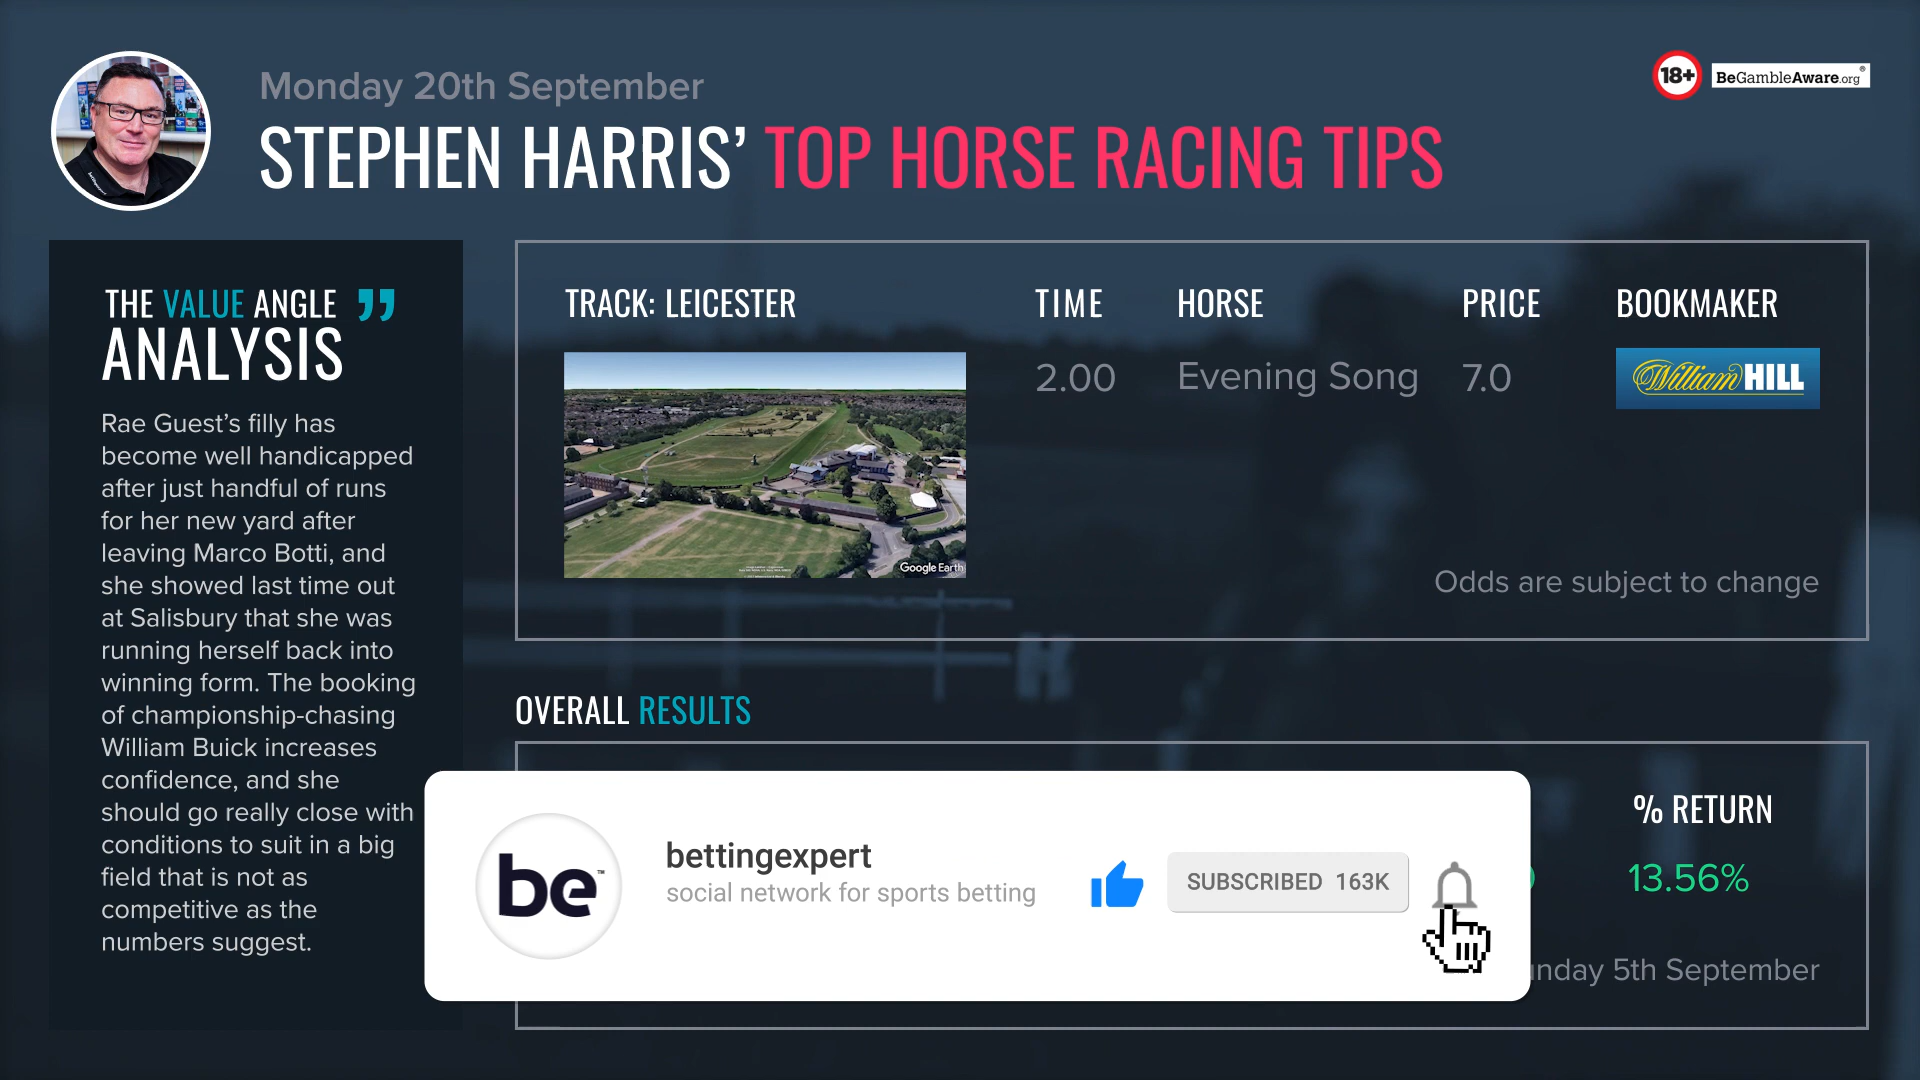 Monday 20th September
STEPHEN HARRIS’ TOP HORSE RACING TIPS
18+ BeGambleAware.org®
THE VALUE ANGLE ”
ANALYSIS
Rae Guest’s filly has
become well handicapped
after just handful of runs
for her new yard after
leaving Marco Botti, and
she showed last time out
at Salisbury that she was
running herself back into
winning form. The booking
of championship-chasing
William Buick increases
confidence, and she
should go really close with
conditions to suit in a big
field that is not as
competitive as the
numbers suggest.
TRACK: LEICESTER
TIME HORSE PRICE BOOKMAKER
2.00 Evening Song 7.0 William HILL
Google Earth
Odds are subject to change
OVERALL RESULTS
% RETURN
13.56%
nday 5th September
be™
bettingexpert
social network for sports betting
SUBSCRIBED 163K